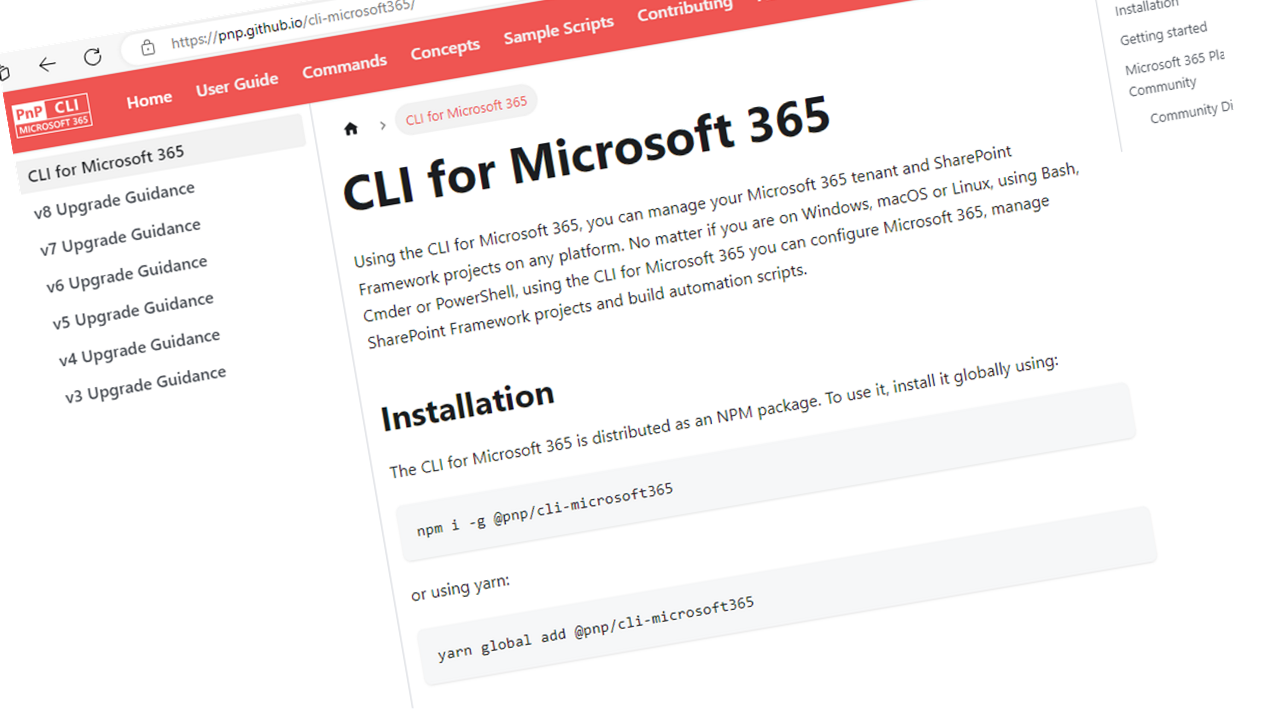 https://pnp.github.io/cli-microsoft365/
PnP CLI
MICROSOFT 365
Home
User Guide
Commands
Concepts
Sample Scripts
Contributing
CLI for Microsoft 365
v8 Upgrade Guidance
v7 Upgrade Guidance
v6 Upgrade Guidance
v5 Upgrade Guidance
v4 Upgrade Guidance
v3 Upgrade Guidance
CLI for Microsoft 365
CLI for Microsoft 365
Using the CLI for Microsoft 365, you can manage your Microsoft 365 tenant and SharePoint
Framework projects on any platform. No matter if you are on Windows, macOS or Linux, using Bash,
Cmder or PowerShell, using the CLI for Microsoft 365 you can configure Microsoft 365, manage
SharePoint Framework projects and build automation scripts.
Installation
The CLI for Microsoft 365 is distributed as an NPM package. To use it, install it globally using:
npm i -g @pnp/cli-microsoft365
or using yarn:
yarn global add @pnp/cli-microsoft365
Installation
Getting started
Microsoft 365 Pla
Community
Community Di